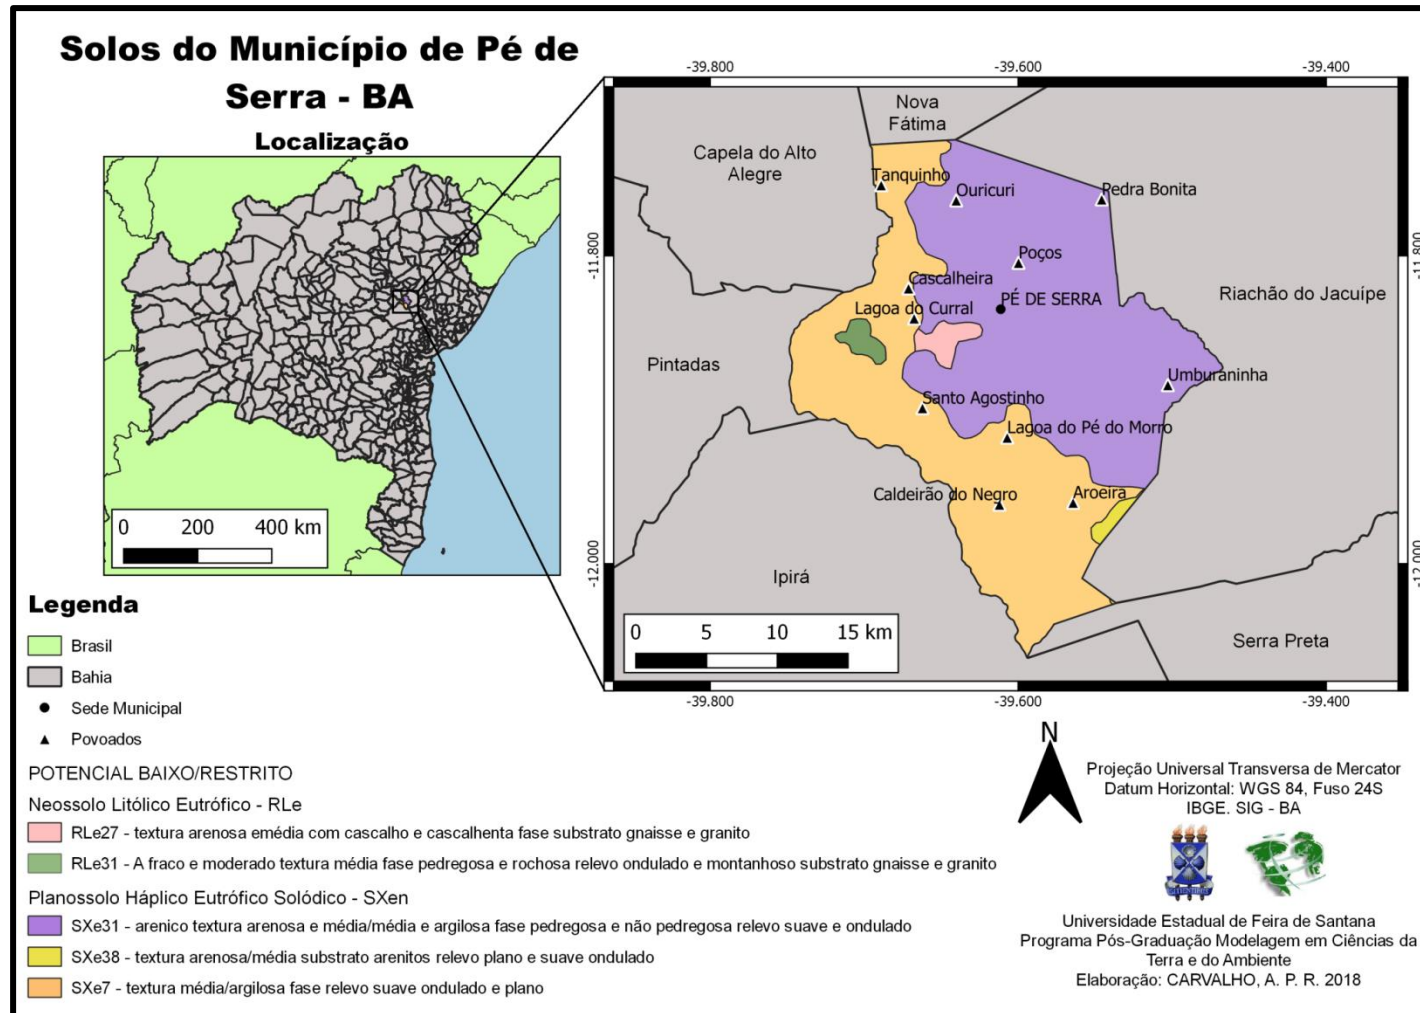 Solos do Município de Pé de
Serra - BA
Localização
0 200 400 km
-39.800 -39.600 -39.400
-11.800 -11.800
-12.000 -12.000
-39.800 -39.600 -39.400
Nova
Fátima
Capela do Alto
Alegre
Tanquinho
Ouricuri
Pedra Bonita
Poços
Cascalheira
PÉ DE SERRA
Riachão do Jacuípe
Lagoa do Curral
Pintadas
Umburaninha
Santo Agostinho
Lagoa do Pé do Morro
Caldeirão do Negro
Aroeira
Ipirá
Serra Preta
0 5 10 15 km
Legenda
Brasil
Bahia
Sede Municipal
Povoados
POTENCIAL BAIXO/RESTRITO
Neossolo Litólico Eutrófico - RLe
RLe27 - textura arenosa emédia com cascalho e cascalhenta fase substrato gnaisse e granito
RLe31 - A fraco e moderado textura média fase pedregosa e rochosa relevo ondulado e montanhoso substrato gnaisse e granito
Planossolo Háplico Eutrófico Solódico - SXen
SXe31 - arenico textura arenosa e média/média e argilosa fase pedregosa e não pedregosa relevo suave e ondulado
SXe38 - textura arenosa/média substrato arenitos relevo plano e suave ondulado
SXe7 - textura média/argilosa fase relevo suave ondulado e plano
N
Projeção Universal Transversa de Mercator
Datum Horizontal: WGS 84, Fuso 24S
IBGE. SIG - BA
Universidade Estadual de Feira de Santana
Programa Pós-Graduação Modelagem em Ciências da
Terra e do Ambiente
Elaboração: CARVALHO, A. P. R. 2018